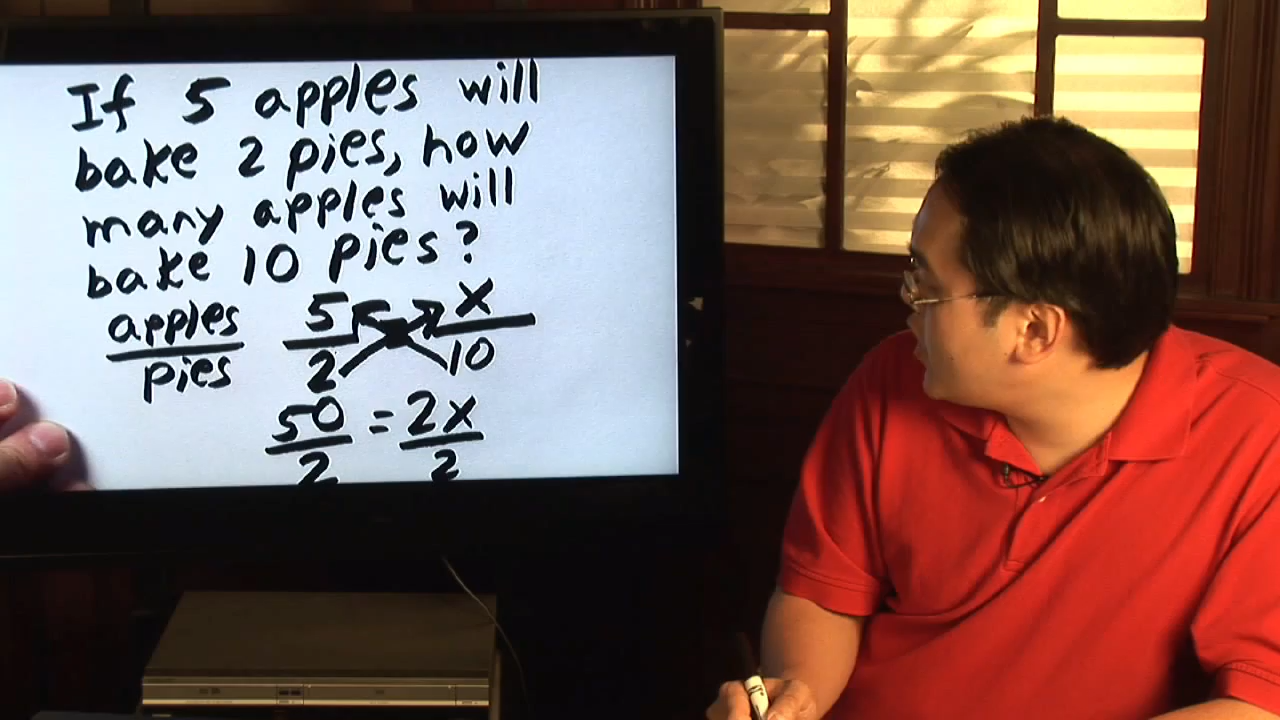 If 5 apples will
bake 2 pies, how
many apples will
bake 10 pies?
apples 5 x
pies 2 10
50 = 2x
2 2